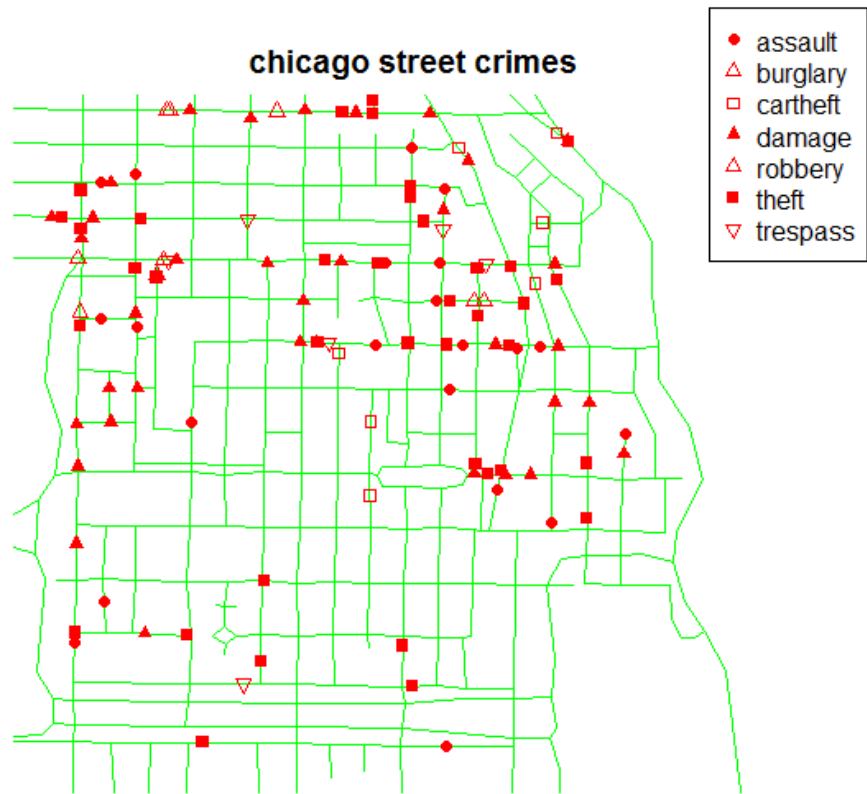 chicago street crimes
assault
burglary
cartheft
damage
robbery
theft
trespass